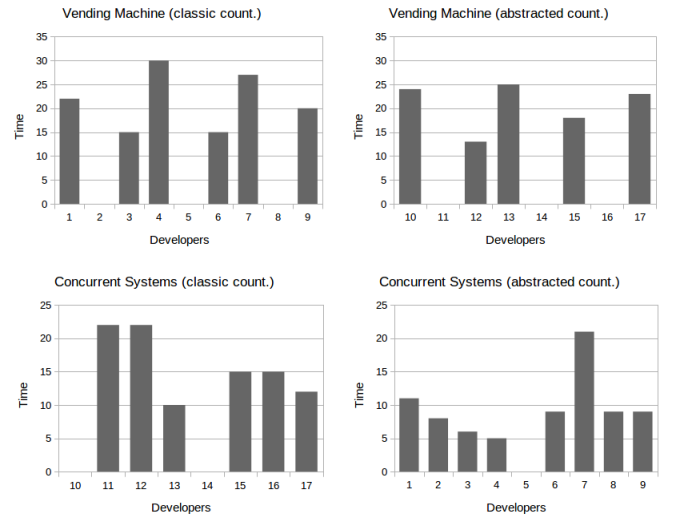 Vending Machine (classic count.)
35
30
25
20
15
10
5
0
Time
1 2 3 4 5 6 7 8 9
Developers
Vending Machine (abstracted count.)
35
30
25
20
15
10
5
0
Time
10 11 12 13 14 15 16 17
Developers
Concurrent Systems (classic count.)
25
20
15
10
5
0
Time
10 11 12 13 14 15 16 17
Developers
Concurrent Systems (abstracted count.)
25
20
15
10
5
0
Time
1 2 3 4 5 6 7 8 9
Developers